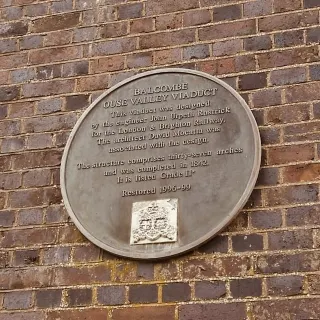 BALCOMBE
OUSE VALLEY VIADUCT
This viaduct was designed
by the engineer John Urpeth Rastrick
for the London & Brighton Railway.
The architect David Mocatta was
associated with the design.
The structure comprises thirty-seven arches
and was completed in
It is listed Grade II*
Restored 1996-99